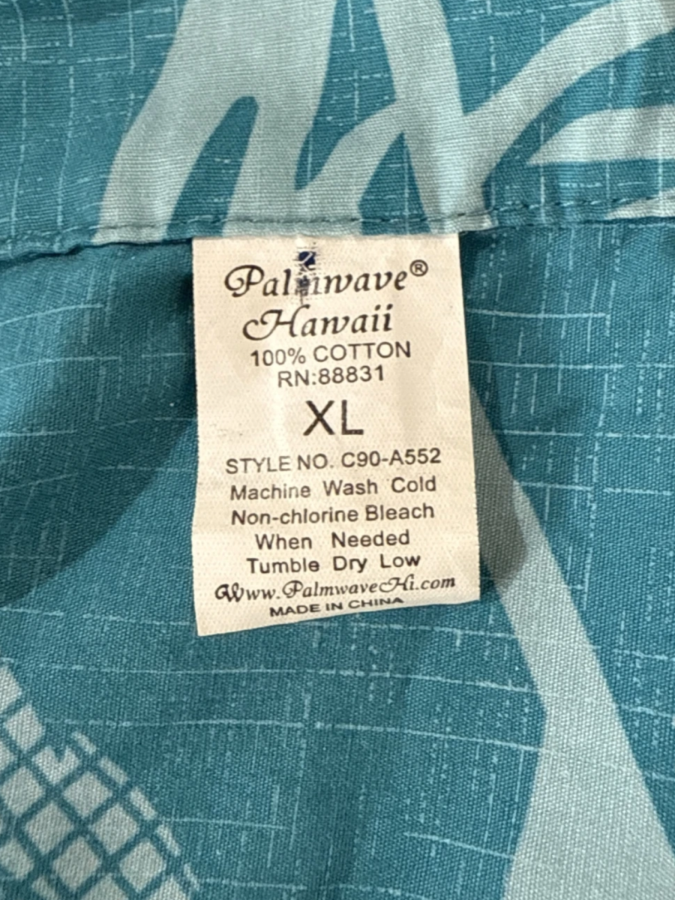 Palmwave®
Hawaii
100% COTTON
RN:88831
XL
STYLE NO. C90-A552
Machine Wash Cold
Non-chlorine Bleach
When Needed
Tumble Dry Low
Www.PalmwaveHi.com
MADE IN CHINA